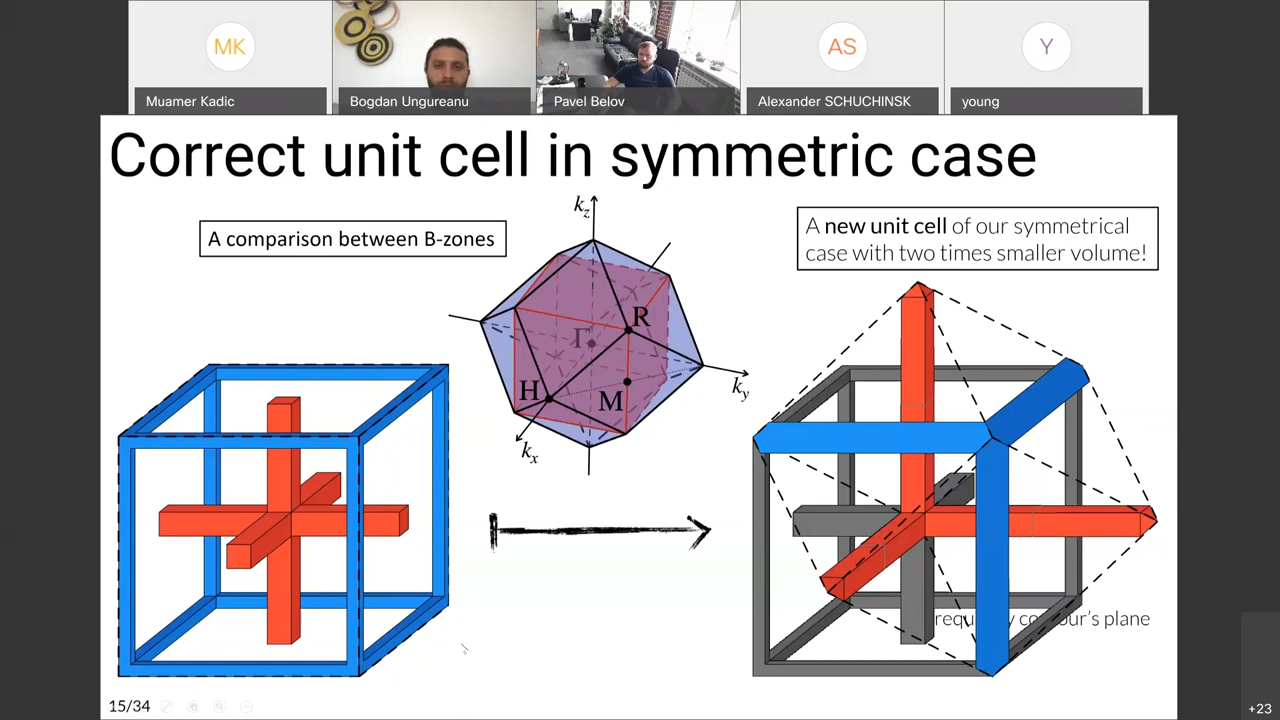 MK
AS
Y
Muamer Kadic
Bogdan Ungureanu
Pavel Belov
Alexander SCHUCHINSK
young
Correct unit cell in symmetric case
A comparison between B-zones
k_z
R
Γ
H
M
k_y
k_x
A new unit cell of our symmetrical
case with two times smaller volume!
plane
15/34
+23